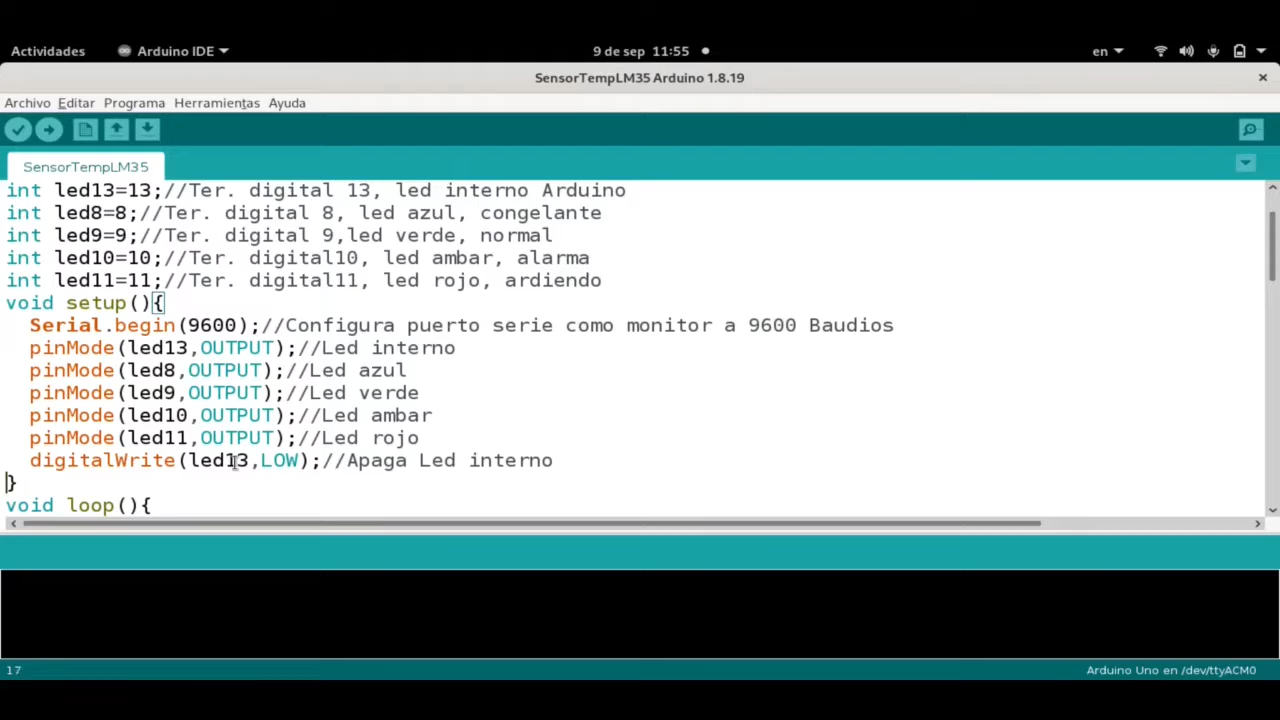 Actividades Arduino IDE 9 de sep 11:55 en
SensorTempLM35 Arduino 1.8.19
Archivo Editar Programa Herramientas Ayuda
SensorTempLM35
int led13=13;//Ter. digital 13, led interno Arduino
int led8=8;//Ter. digital 8, led azul, congelante
int led9=9;//Ter. digital 9,led verde, normal
int led10=10;//Ter. digital10, led ambar, alarma
int led11=11;//Ter. digital11, led rojo, ardiendo
void setup(){
Serial.begin(9600);//Configura puerto serie como monitor a 9600 Baudios
pinMode(led13,OUTPUT);//Led interno
pinMode(led8,OUTPUT);//Led azul
pinMode(led9,OUTPUT);//Led verde
pinMode(led10,OUTPUT);//Led ambar
pinMode(led11,OUTPUT);//Led rojo
digitalWrite(led13,LOW);//Apaga Led interno
}
void loop(){
17 Arduino Uno en /dev/ttyACM0